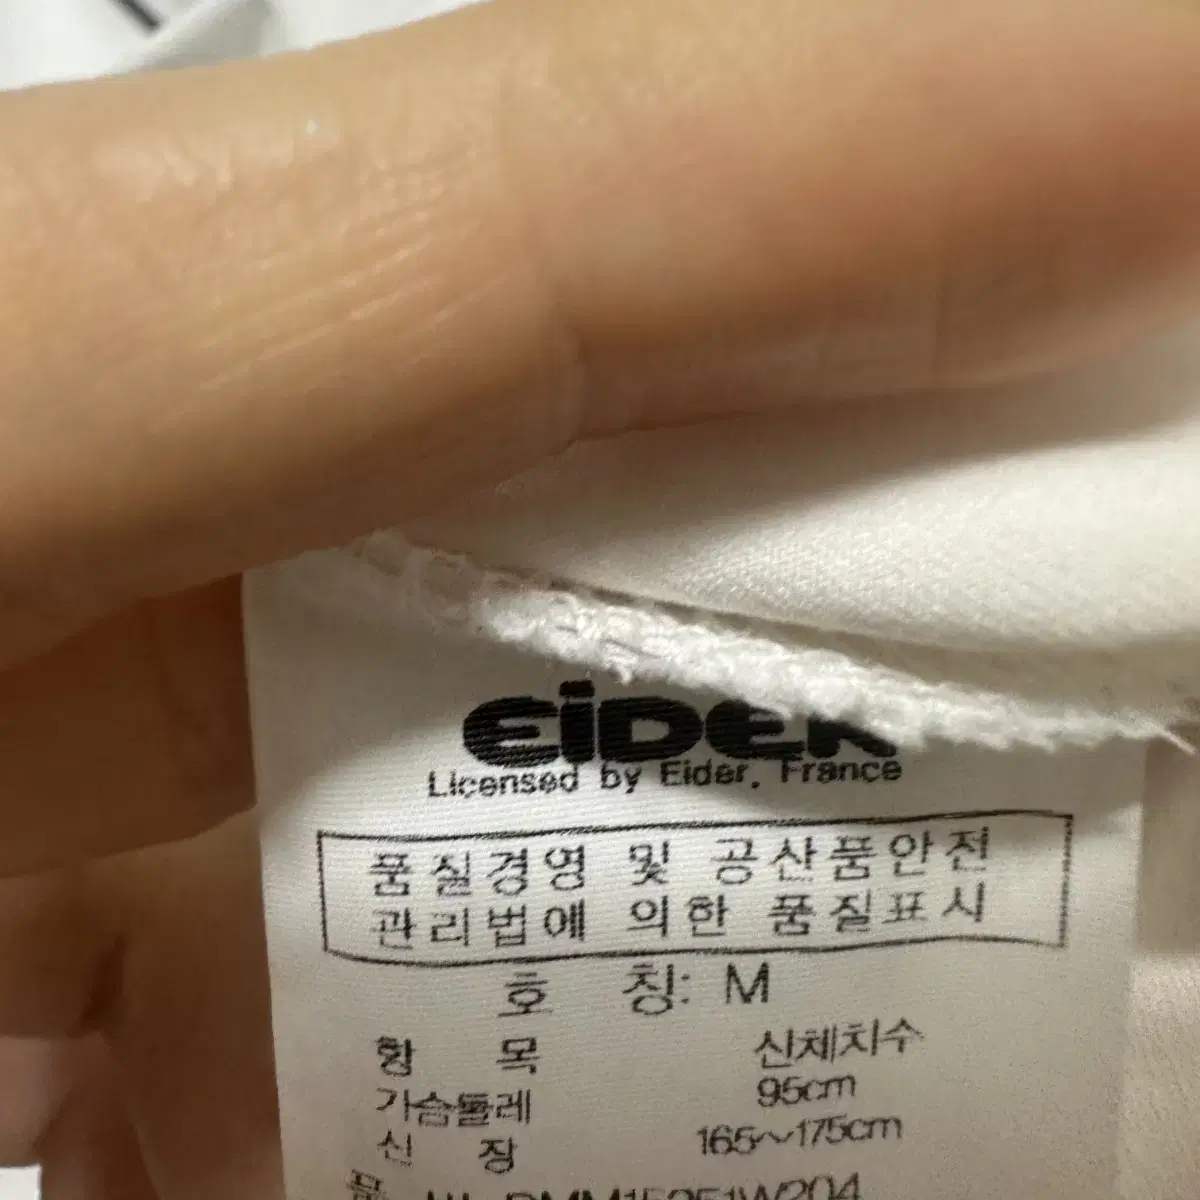 EiDER
Licensed by Eider, France
품질경영 및 공산품안전
관리법에 의한 품질표시
호 칭: M
항 목 신체치수
가슴둘레 95cm
신 장 165~175cm